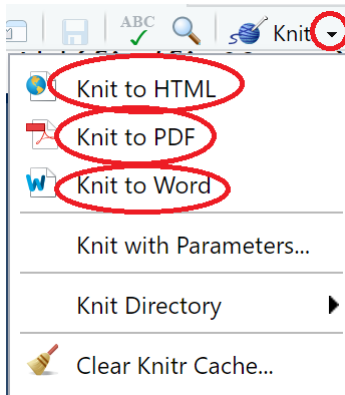 ABC
Knit
Knit to HTML
Knit to PDF
Knit to Word
Knit with Parameters...
Knit Directory
Clear Knitr Cache...